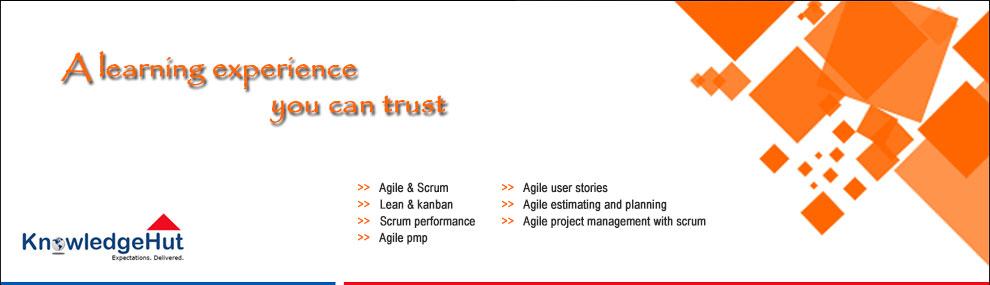 A learning experience
you can trust
>> Agile & Scrum
>> Lean & kanban
>> Scrum performance
>> Agile pmp
>> Agile user stories
>> Agile estimating and planning
>> Agile project management with scrum
KnowledgeHut
Expectations. Delivered.